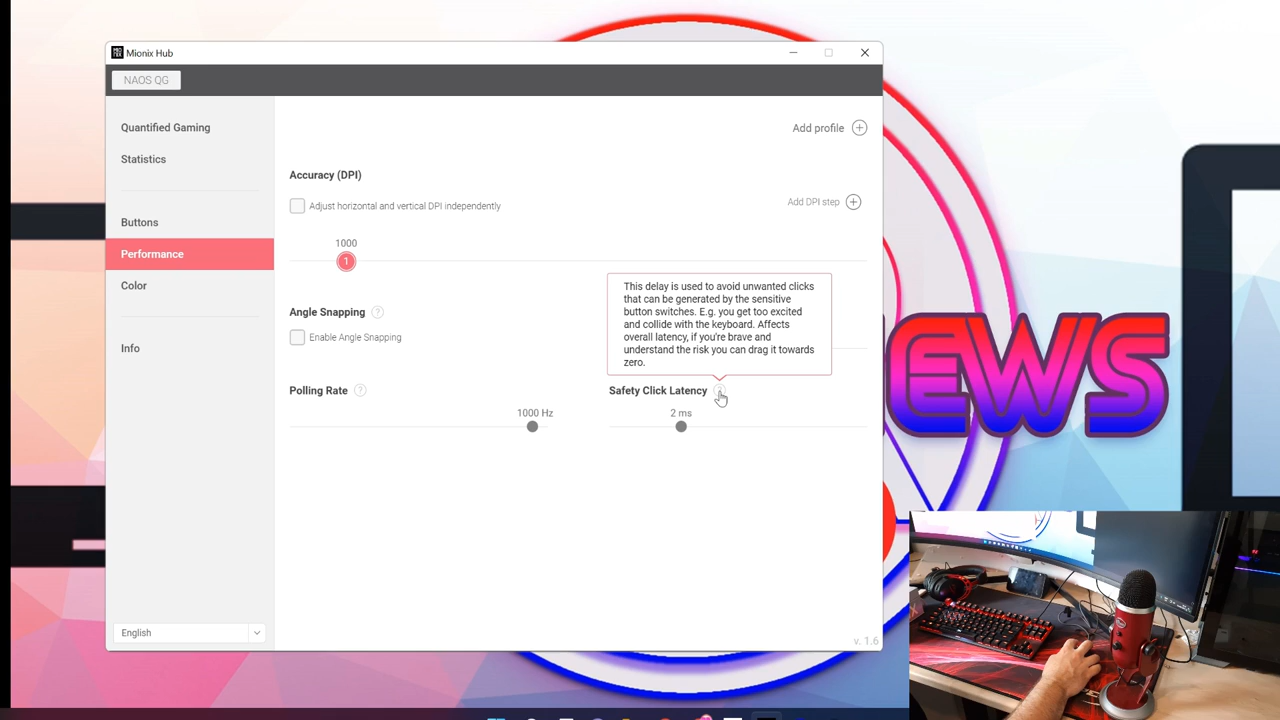 Mionix Hub
NAOS QG
Quantified Gaming
Statistics
Buttons
Performance
Color
Info
English
Add profile
Accuracy (DPI)
Adjust horizontal and vertical DPI independently
Add DPI step
1000
1
Angle Snapping ?
Enable Angle Snapping
This delay is used to avoid unwanted clicks
that can be generated by the sensitive
button switches. E.g. you get too excited
and collide with the keyboard. Affects
overall latency, if you're brave and
understand the risk you can drag it towards
zero.
Polling Rate ?
1000 Hz
Safety Click Latency
2 ms
v. 1.6
EWS